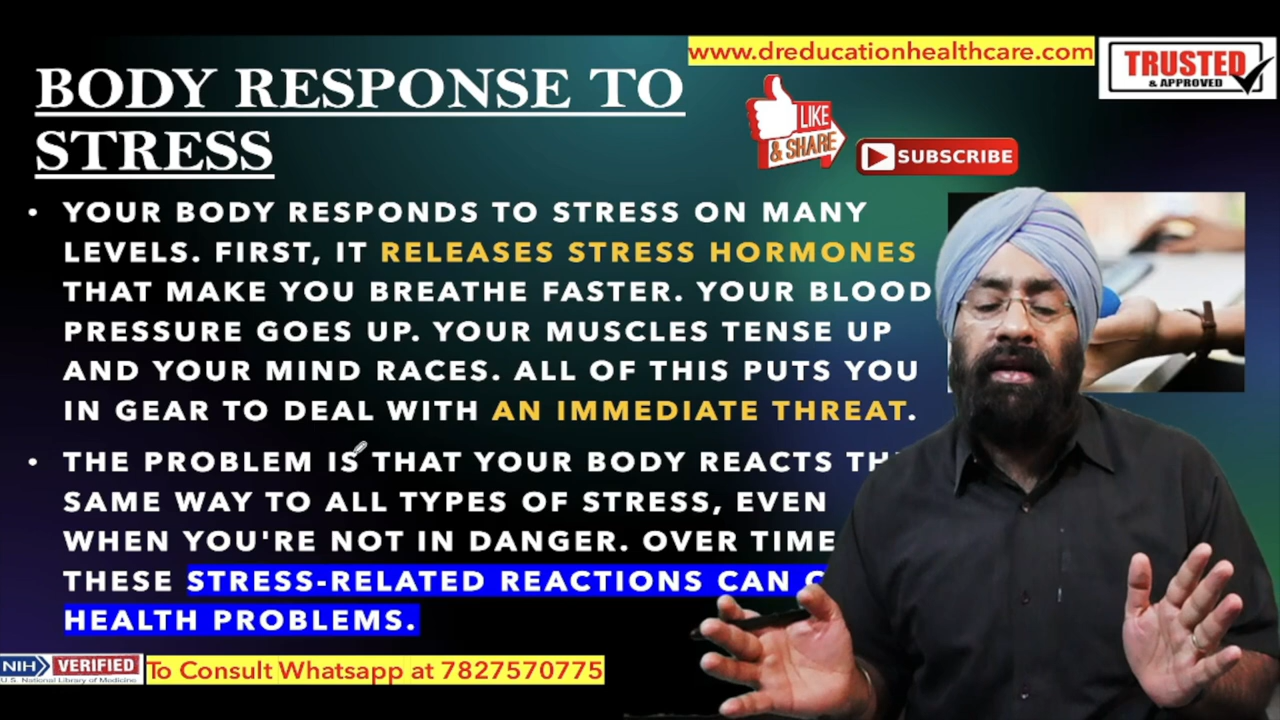 www.dreducationhealthcare.com
TRUSTED
& APPROVED
BODY RESPONSE TO
STRESS
LIKE
& SHARE
SUBSCRIBE
• YOUR BODY RESPONDS TO STRESS ON MANY
LEVELS. FIRST, IT RELEASES STRESS HORMONES
THAT MAKE YOU BREATHE FASTER. YOUR BLOOD
PRESSURE GOES UP. YOUR MUSCLES TENSE UP
AND YOUR MIND RACES. ALL OF THIS PUTS YOU
IN GEAR TO DEAL WITH AN IMMEDIATE THREAT.
• THE PROBLEM IS THAT YOUR BODY REACTS
SAME WAY TO ALL TYPES OF STRESS, EVEN
WHEN YOU'RE NOT IN DANGER. OVER TIME
THESE STRESS-RELATED REACTIONS CAN
HEALTH PROBLEMS.
NIH VERIFIED
U.S. National Library of Medicine
To Consult Whatsapp at 7827570775